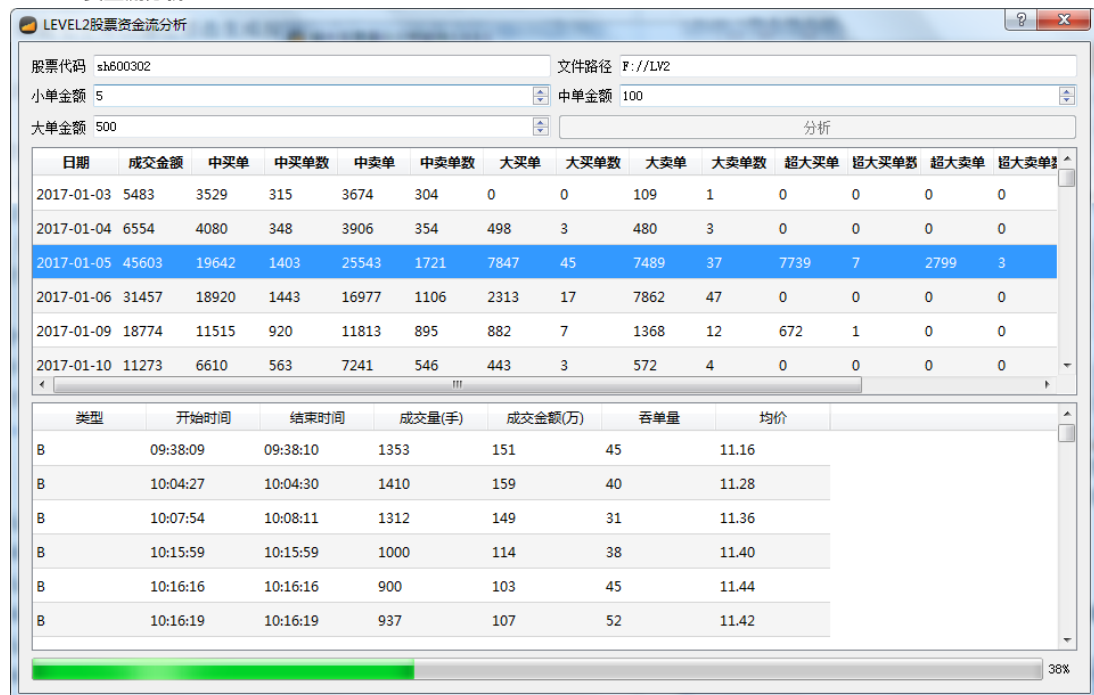 LEVEL2股票资金流分析
股票代码 sh600302 文件路径 F://LV2
小单金额 5 中单金额 100
大单金额 500 分析
日期 成交金额 中买单 中买单数 中卖单 中卖单数 大买单 大买单数 大卖单 大卖单数 超大买单 超大买单数 超大卖单 超大卖单数
2017-01-03 5483 3529 315 3674 304 0 0 109 1 0 0 0 0
2017-01-04 6554 4080 348 3906 354 498 3 480 3 0 0 0 0
2017-01-05 45603 19642 1403 25543 1721 7847 45 7489 37 7739 7 2799 3
2017-01-06 31457 18920 1443 16977 1106 2313 17 7862 47 0 0 0 0
2017-01-09 18774 11515 920 11813 895 882 7 1368 12 672 1 0 0
2017-01-10 11273 6610 563 7241 546 443 3 572 4 0 0 0 0
类型 开始时间 结束时间 成交量(手) 成交金额(万) 吞单量 均价
B 09:38:09 09:38:10 1353 151 45 11.16
B 10:04:27 10:04:30 1410 159 40 11.28
B 10:07:54 10:08:11 1312 149 31 11.36
B 10:15:59 10:15:59 1000 114 38 11.40
B 10:16:16 10:16:16 900 103 45 11.44
B 10:16:19 10:16:19 937 107 52 11.42
38%